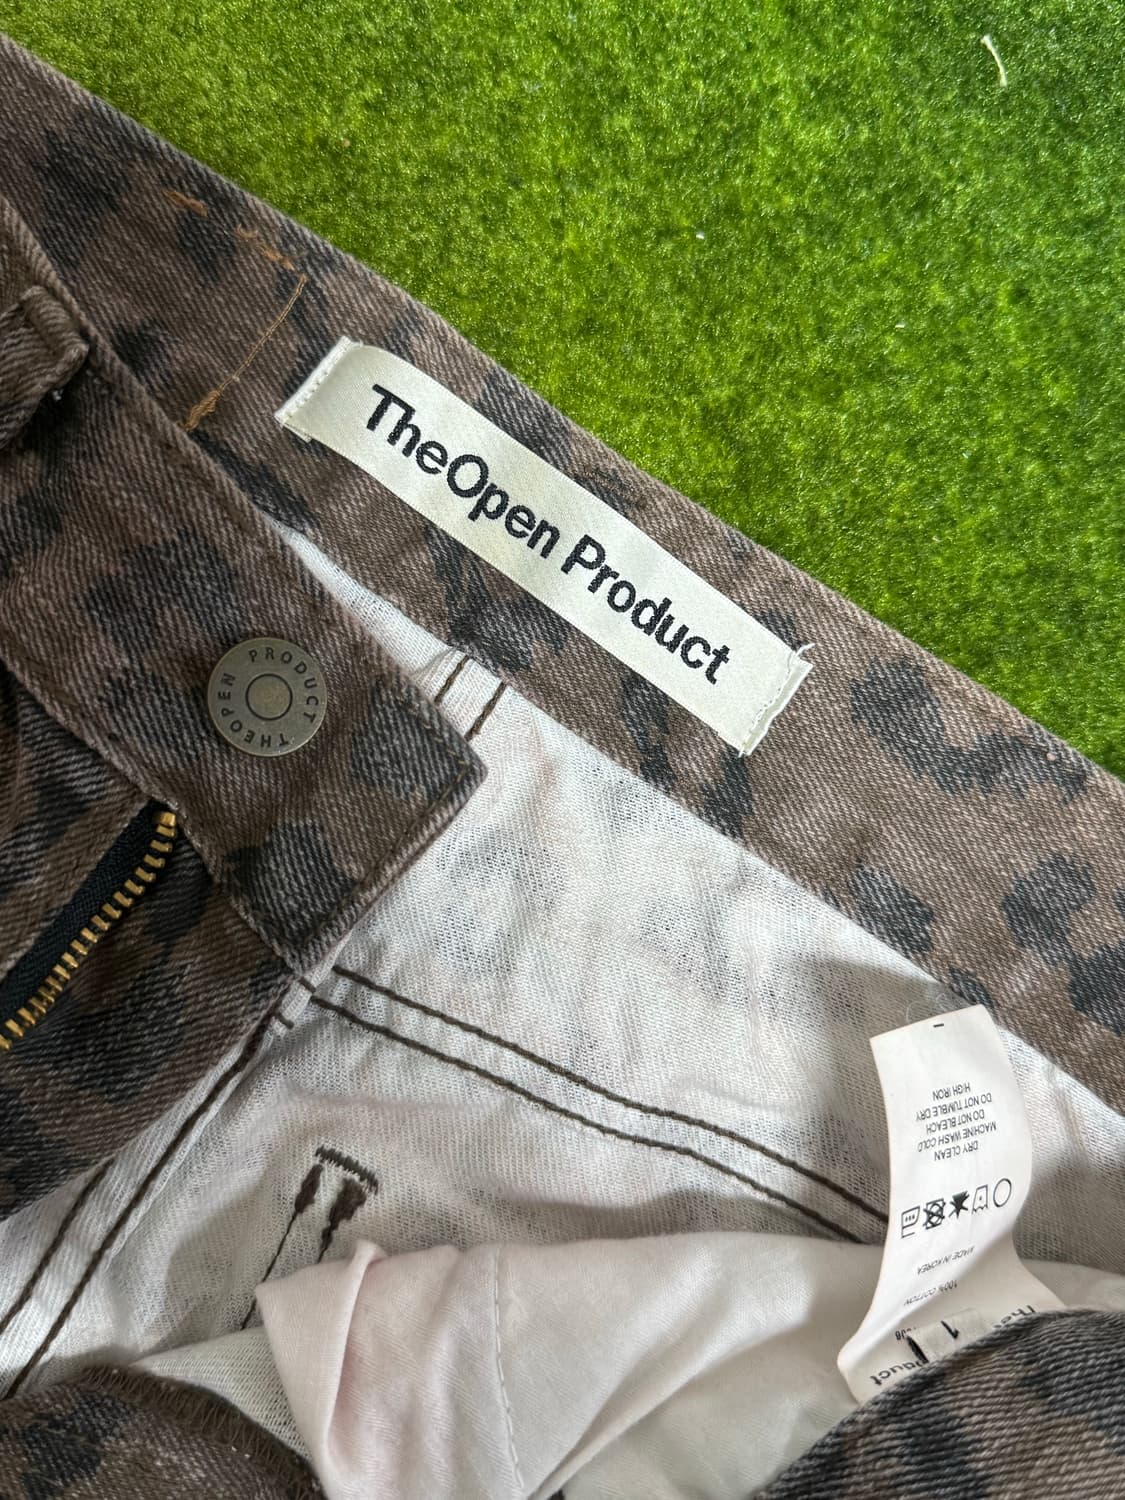 TheOpen Product
THEOPEN PRODUCT
DRY CLEAN
MACHINE WASH COLD
DO NOT BLEACH
DO NOT TUMBLE DRY
HIGH IRON
MADE IN KOREA
100% COTTON